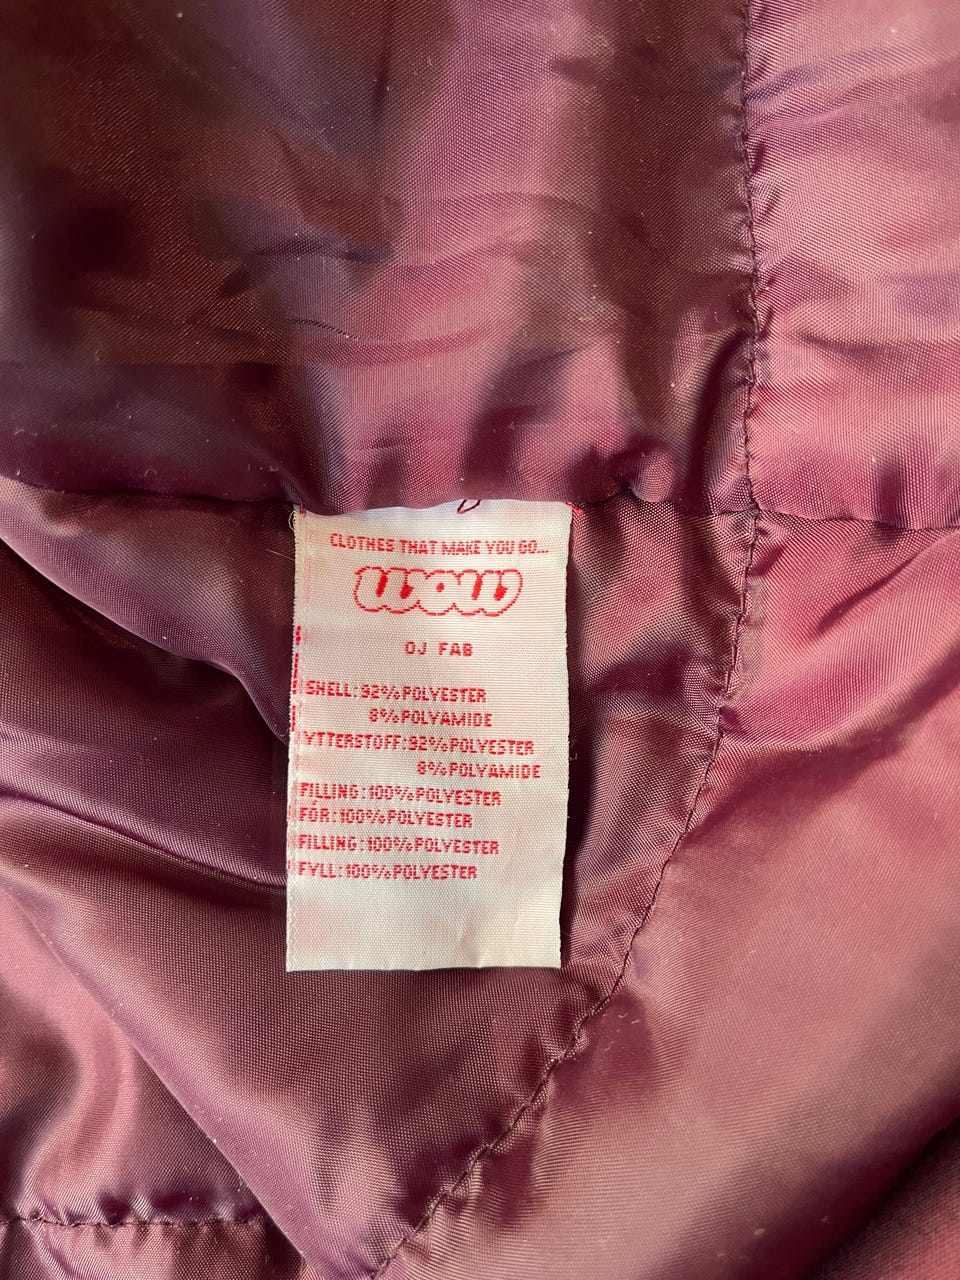 CLOTHES THAT MAKE YOU GO...
WOW
OJ FAB
SHELL: 92% POLYESTER
8% POLYAMIDE
YTTERSTOFF: 92% POLYESTER
8% POLYAMIDE
FILLING: 100% POLYESTER
FÓR: 100% POLYESTER
FILLING: 100% POLYESTER
FYLL: 100% POLYESTER